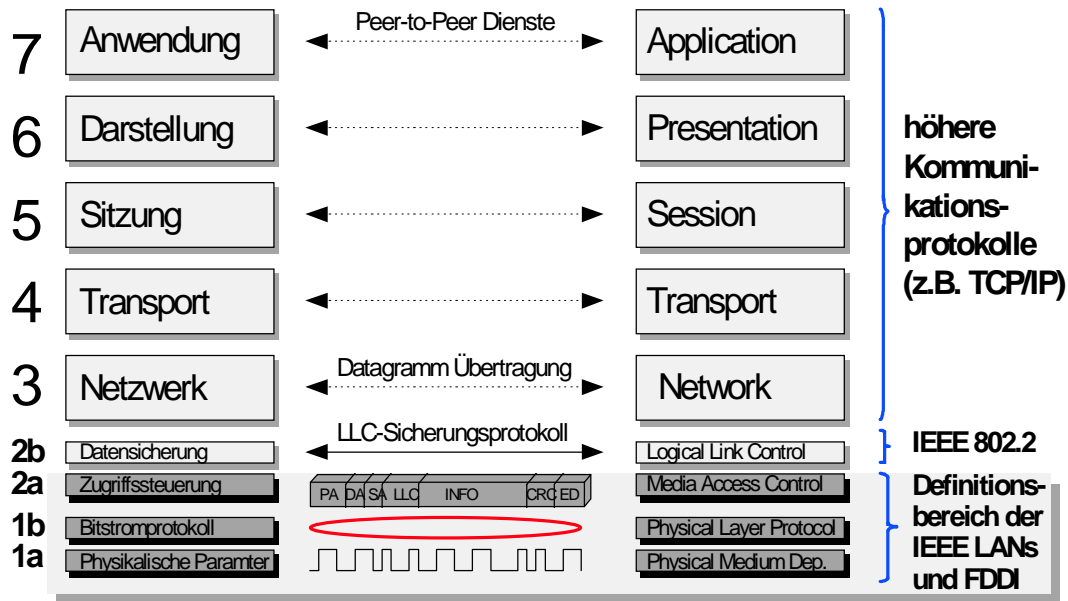 7 Anwendung Peer-to-Peer Dienste Application
6 Darstellung Presentation
5 Sitzung Session
4 Transport Transport
3 Netzwerk Datagramm Übertragung Network
höhere
Kommuni-
kations-
protokolle
(z.B. TCP/IP)
2b Datensicherung LLC-Sicherungsprotokoll Logical Link Control IEEE 802.2
2a Zugriffssteuerung PA DA SA LLC INFO CRC ED Media Access Control
1b Bitstromprotokoll Physical Layer Protocol
1a Physikalische Paramter Physical Medium Dep.
Definitions-
bereich der
IEEE LANs
und FDDI